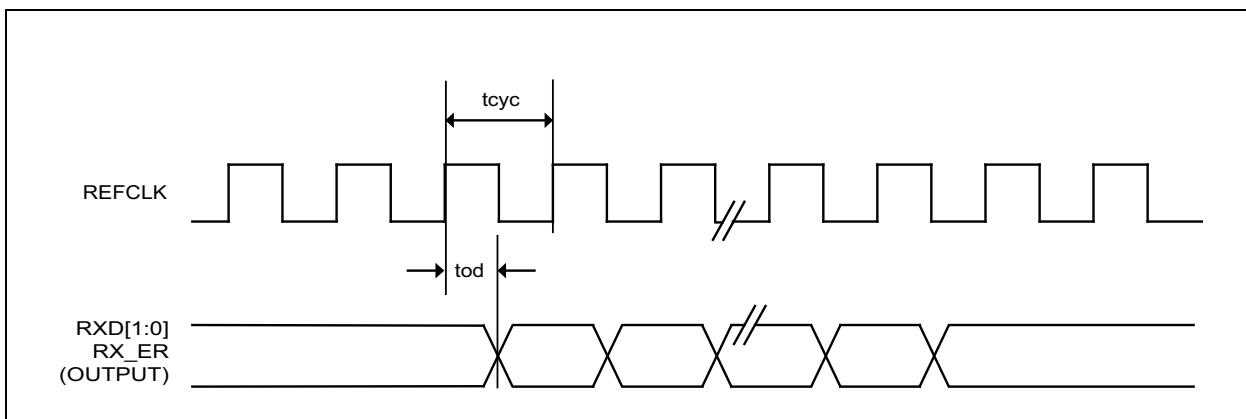 tcyc
REFCLK
tod
RXD[1:0]
RX_ER
(OUTPUT)